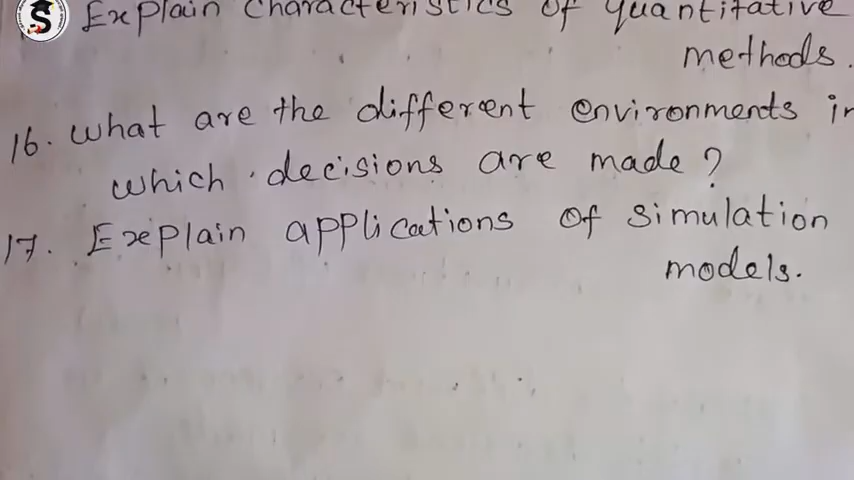 Explain Characteristics of quantitative
methods.
16. What are the different environments in
which decisions are made?
17. Explain applications of simulation
models.
S